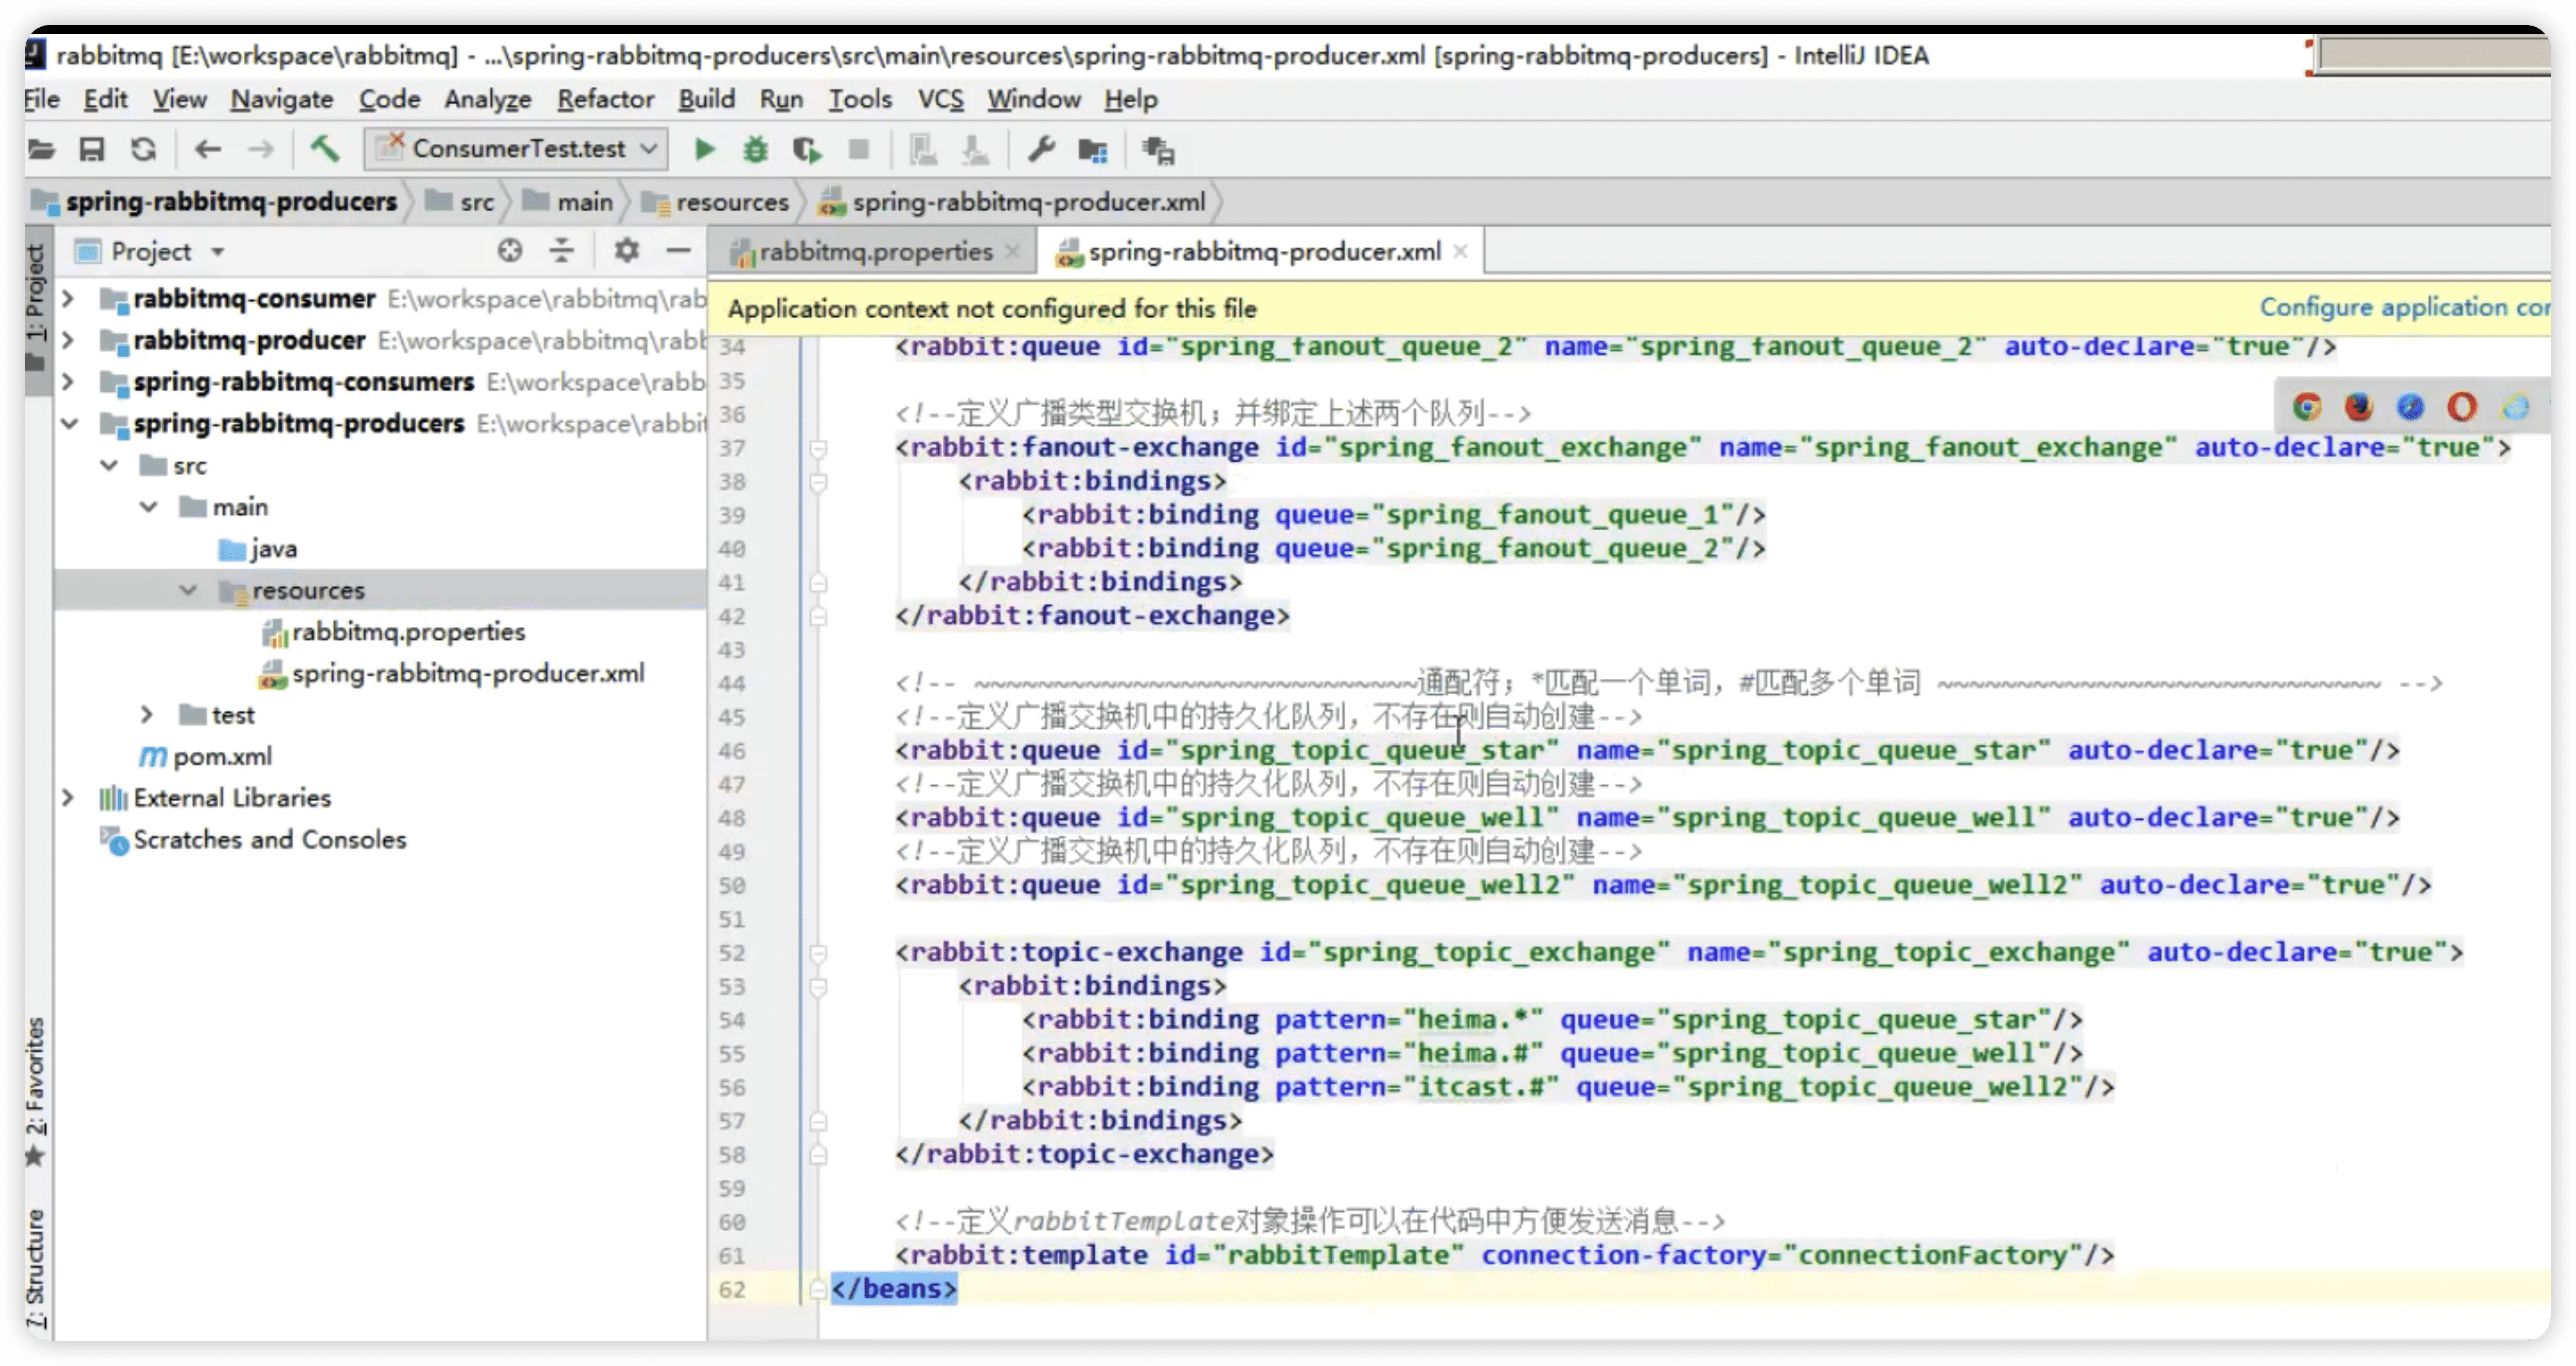 rabbitmq [E:\workspace\rabbitmq] - ...\spring-rabbitmq-producers\src\main\resources\spring-rabbitmq-producer.xml [spring-rabbitmq-producers] - IntelliJ IDEA
File Edit View Navigate Code Analyze Refactor Build Run Tools VCS Window Help
ConsumerTest.test
spring-rabbitmq-producers src main resources spring-rabbitmq-producer.xml
1: Project
2: Favorites
7: Structure
Project
rabbitmq-consumer E:\workspace\rabbitmq\rab
rabbitmq-producer E:\workspace\rabbitmq\rabb
spring-rabbitmq-consumers E:\workspace\rabb
spring-rabbitmq-producers E:\workspace\rabbit
src
main
java
resources
rabbitmq.properties
spring-rabbitmq-producer.xml
test
pom.xml
External Libraries
Scratches and Consoles
rabbitmq.properties spring-rabbitmq-producer.xml
Application context not configured for this file Configure application con
34 <rabbit:queue id="spring_fanout_queue_2" name="spring_fanout_queue_2" auto-declare="true"/>
35
36 <!--定义广播类型交换机；并绑定上述两个队列-->
37 <rabbit:fanout-exchange id="spring_fanout_exchange" name="spring_fanout_exchange" auto-declare="true">
38 <rabbit:bindings>
39 <rabbit:binding queue="spring_fanout_queue_1"/>
40 <rabbit:binding queue="spring_fanout_queue_2"/>
41 </rabbit:bindings>
42 </rabbit:fanout-exchange>
43
44 <!-- ~~~~~~~~~~~~~~~~~~~~~~~~~~~~通配符；*匹配一个单词，#匹配多个单词 ~~~~~~~~~~~~~~~~~~~~~~~~~~~~ -->
45 <!--定义广播交换机中的持久化队列，不存在则自动创建-->
46 <rabbit:queue id="spring_topic_queue_star" name="spring_topic_queue_star" auto-declare="true"/>
47 <!--定义广播交换机中的持久化队列，不存在则自动创建-->
48 <rabbit:queue id="spring_topic_queue_well" name="spring_topic_queue_well" auto-declare="true"/>
49 <!--定义广播交换机中的持久化队列，不存在则自动创建-->
50 <rabbit:queue id="spring_topic_queue_well2" name="spring_topic_queue_well2" auto-declare="true"/>
51
52 <rabbit:topic-exchange id="spring_topic_exchange" name="spring_topic_exchange" auto-declare="true">
53 <rabbit:bindings>
54 <rabbit:binding pattern="heima.*" queue="spring_topic_queue_star"/>
55 <rabbit:binding pattern="heima.#" queue="spring_topic_queue_well"/>
56 <rabbit:binding pattern="itcast.#" queue="spring_topic_queue_well2"/>
57 </rabbit:bindings>
58 </rabbit:topic-exchange>
59
60 <!--定义rabbitTemplate对象操作可以在代码中方便发送消息-->
61 <rabbit:template id="rabbitTemplate" connection-factory="connectionFactory"/>
62 </beans>